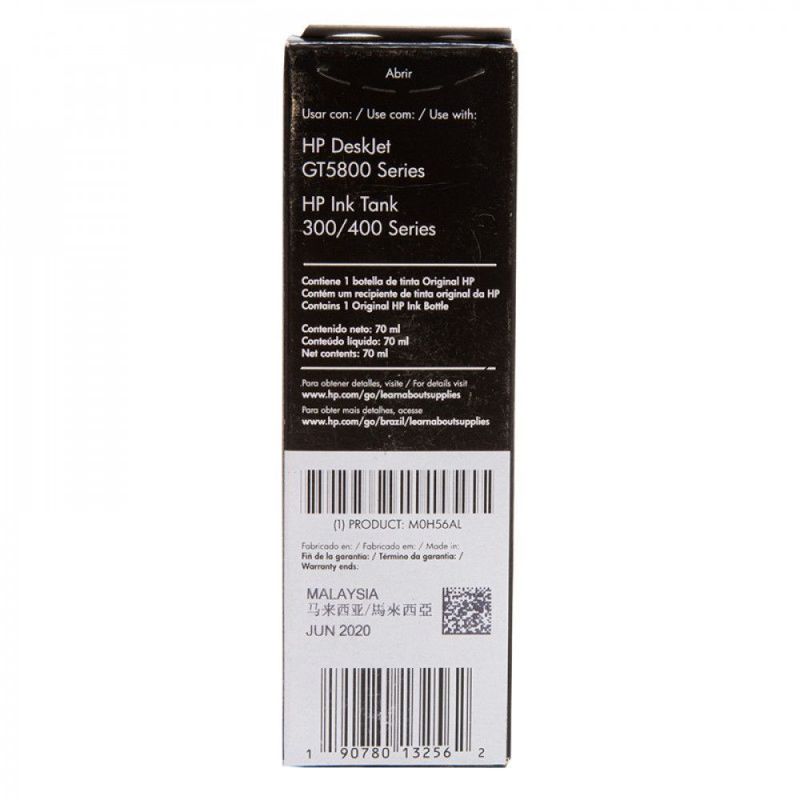 Abrir
Usar con: / Use com: / Use with:
HP DeskJet
GT5800 Series
HP Ink Tank
300/400 Series
Contiene 1 botella de tinta Original HP
Contém um recipiente de tinta original da HP
Contains 1 Original HP Ink Bottle
Contenido neto: 70 ml
Conteúdo líquido: 70 ml
Net contents: 70 ml
Para obtener detalles, visite / For details visit
www.hp.com/go/learnaboutsupplies
Para obter mais detalhes, acesse
www.hp.com/go/brazil/learnaboutsupplies
(1) PRODUCT: M0H56AL
Fabricado en: / Fabricado em: / Made in:
Fin de la garantía: / Término da garantia: /
Warranty ends:
MALAYSIA
马来西亚/馬來西亞
JUN 2020
1 90780 13256 2